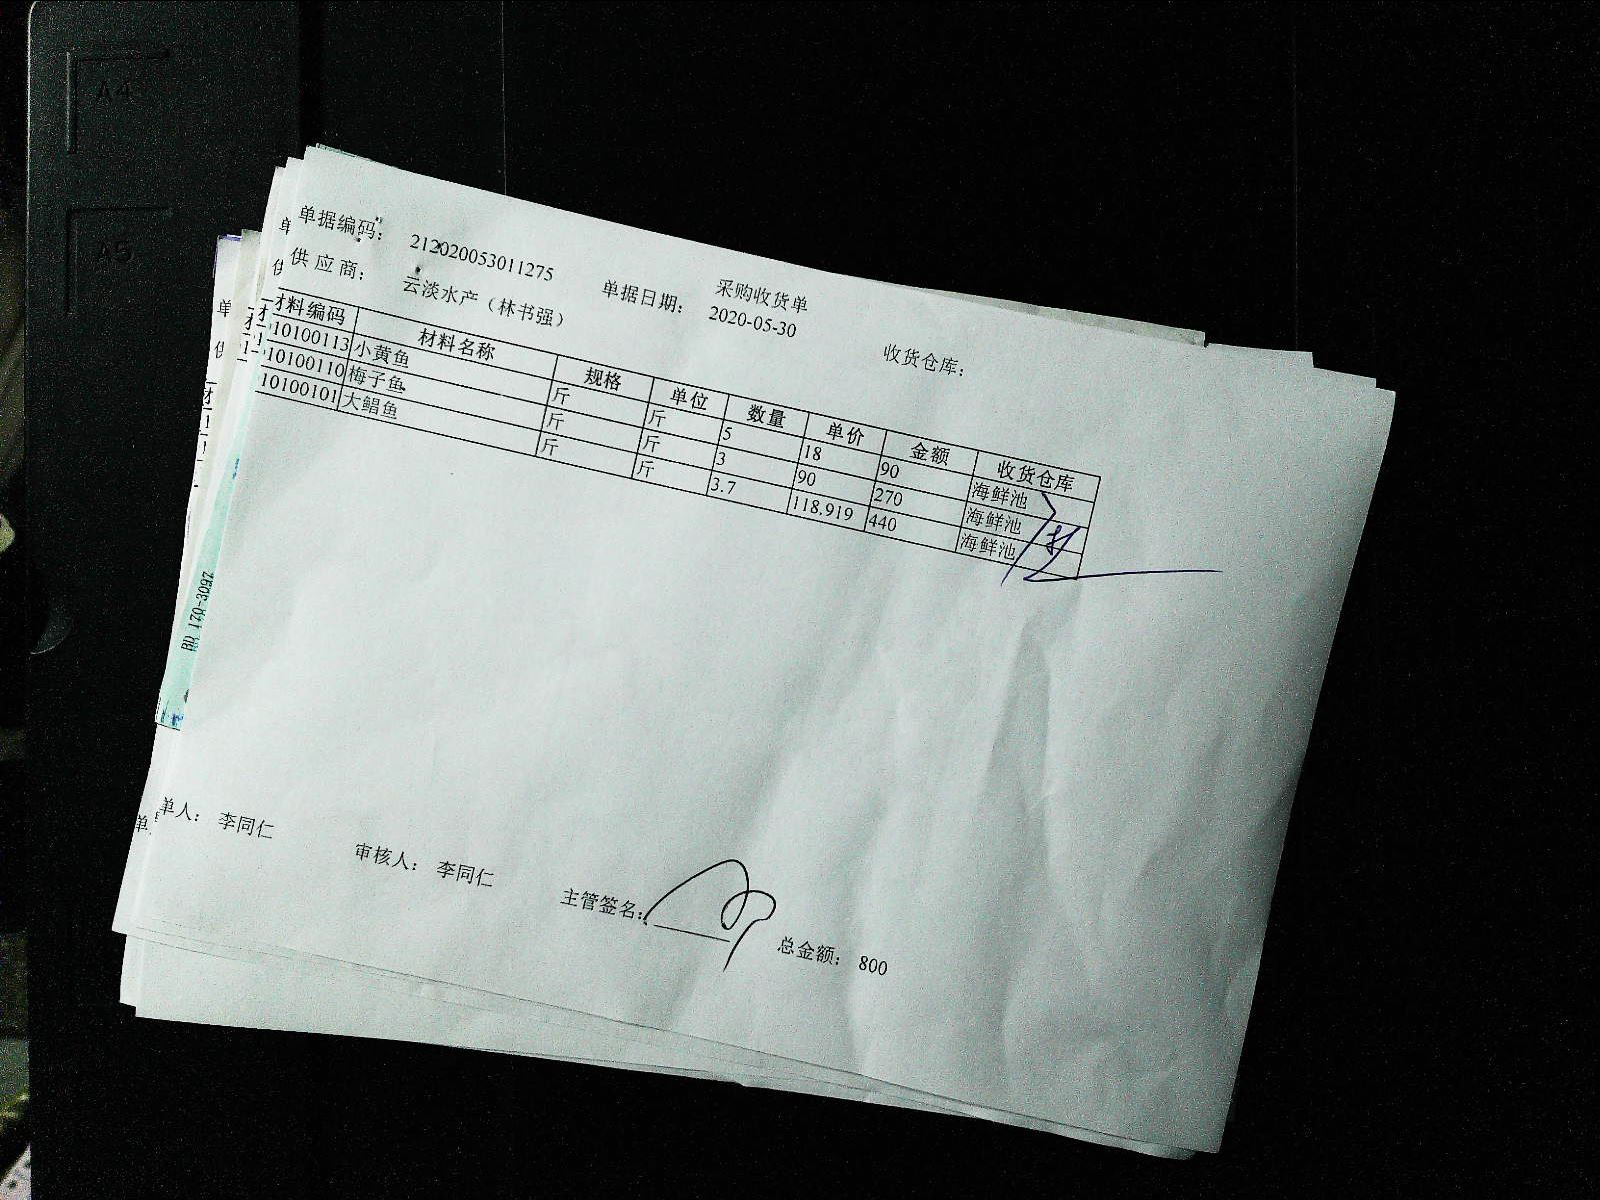 A4
A5
采购收货单
单据编码： 212020053011275 单据日期： 2020-05-30 收货仓库：
供 应 商： 云淡水产（林书强）
材料编码 材料名称 规格 单位 数量 单价 金额 收货仓库
10100113 小黄鱼 斤 斤 5 18 90 海鲜池
10100110 梅子鱼 斤 斤 3 90 270 海鲜池
10100101 大鲳鱼 斤 斤 3.7 118.919 440 海鲜池
单人： 李同仁 审核人： 李同仁 主管签名： 总金额： 800
BD 170-3097